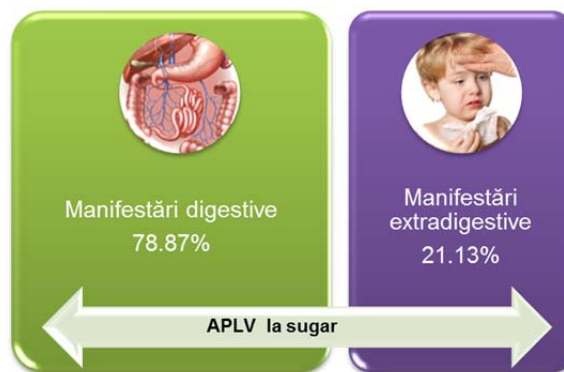 Manifestări digestive
78.87%
Manifestări
extradigestive
21.13%
APLV la sugar